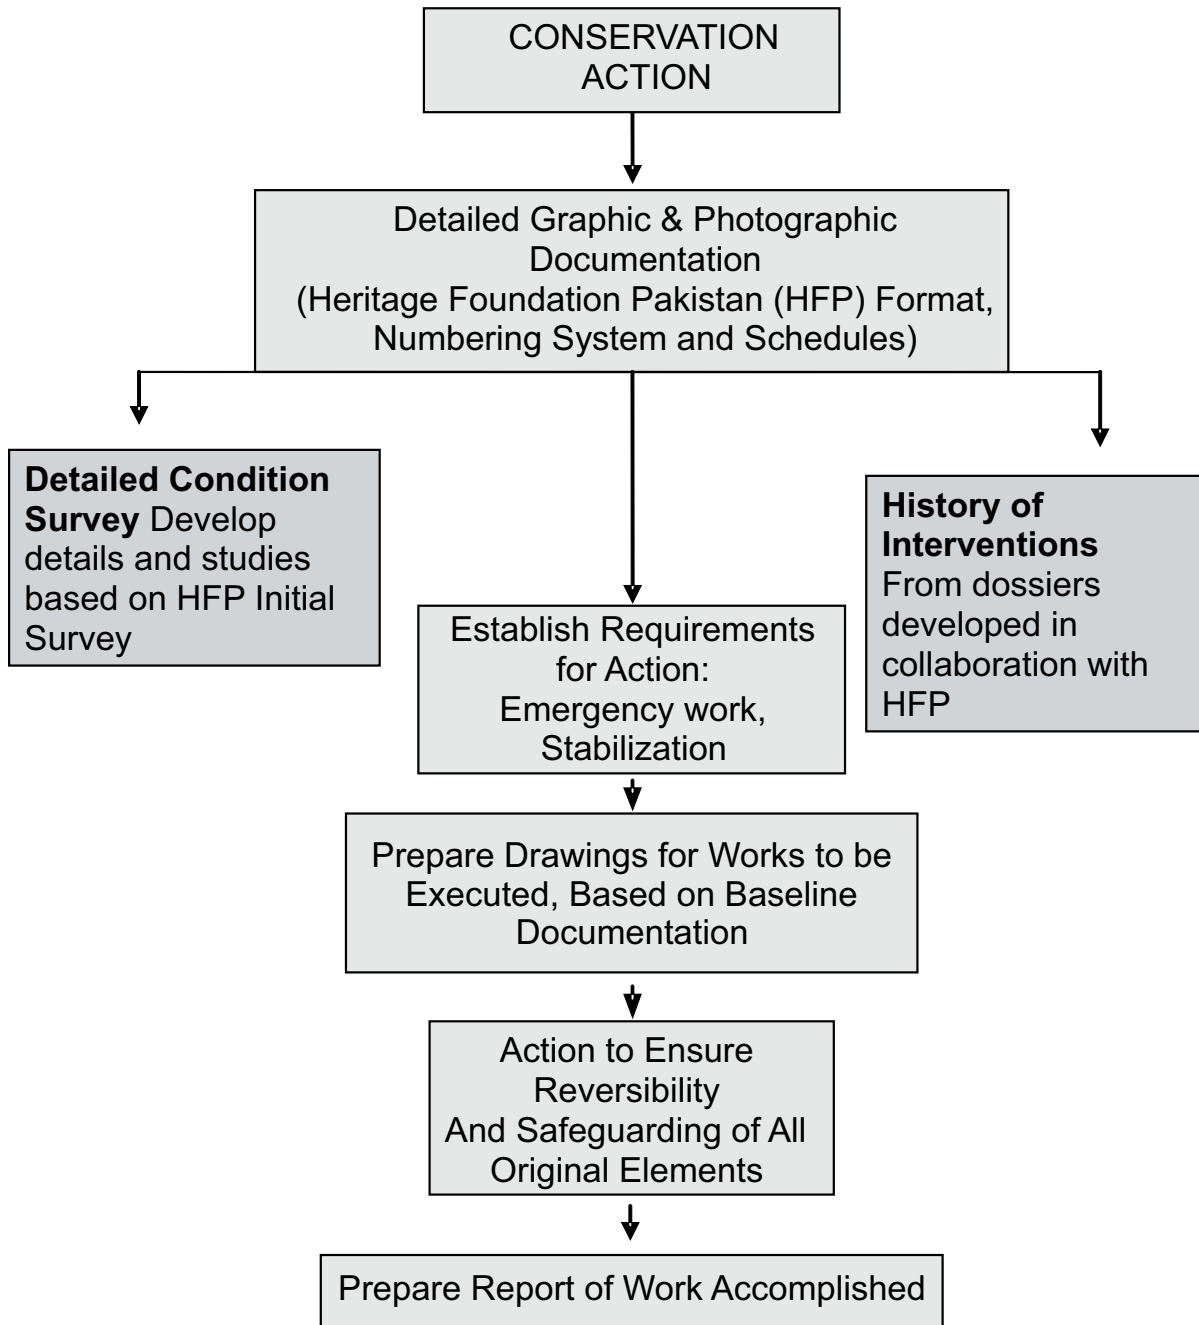 CONSERVATION
ACTION
Detailed Graphic & Photographic
Documentation
(Heritage Foundation Pakistan (HFP) Format,
Numbering System and Schedules)
Detailed Condition
Survey Develop
details and studies
based on HFP Initial
Survey
History of
Interventions
From dossiers
developed in
collaboration with
HFP
Establish Requirements
for Action:
Emergency work,
Stabilization
Prepare Drawings for Works to be
Executed, Based on Baseline
Documentation
Action to Ensure
Reversibility
And Safeguarding of All
Original Elements
Prepare Report of Work Accomplished